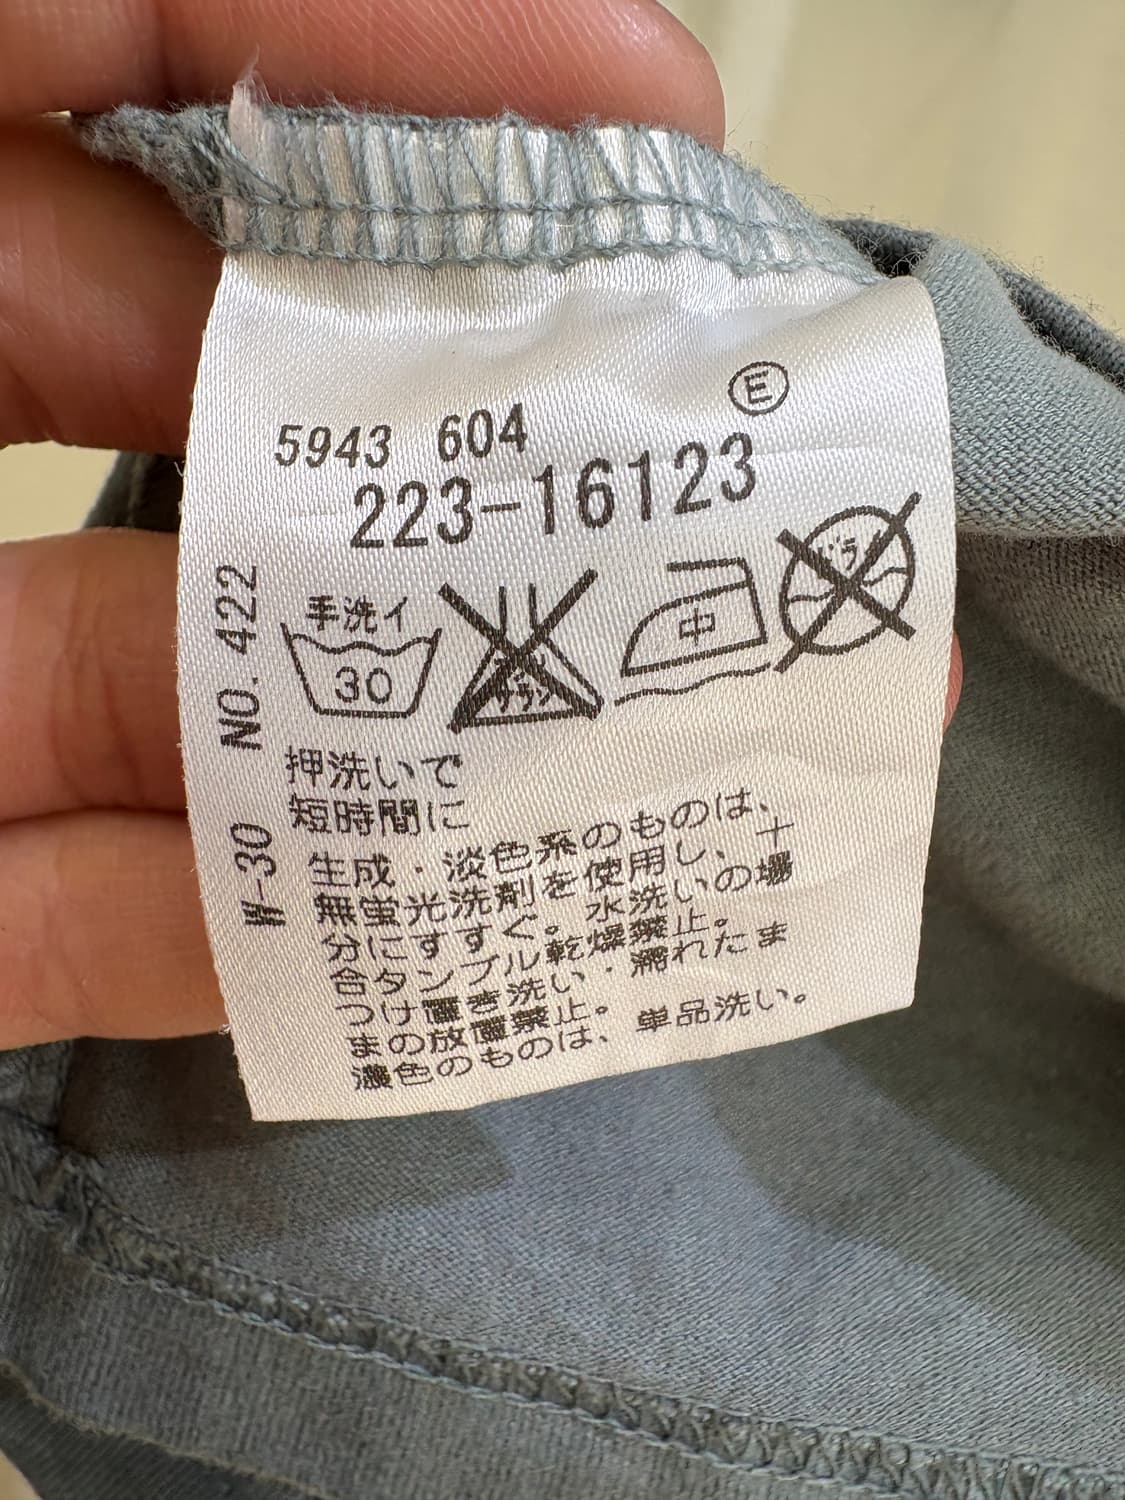 E
5943 604
223-16123
手洗イ
30
中
ドライ
押洗いで
短時間に
生成・淡色系のものは、
無蛍光洗剤を使用し、十
分にすすぐ。水洗いの場
合タンブル乾燥禁止。
つけ置き洗い・濡れたま
まの放置禁止。
濃色のものは、単品洗い。
W-30 NO.422